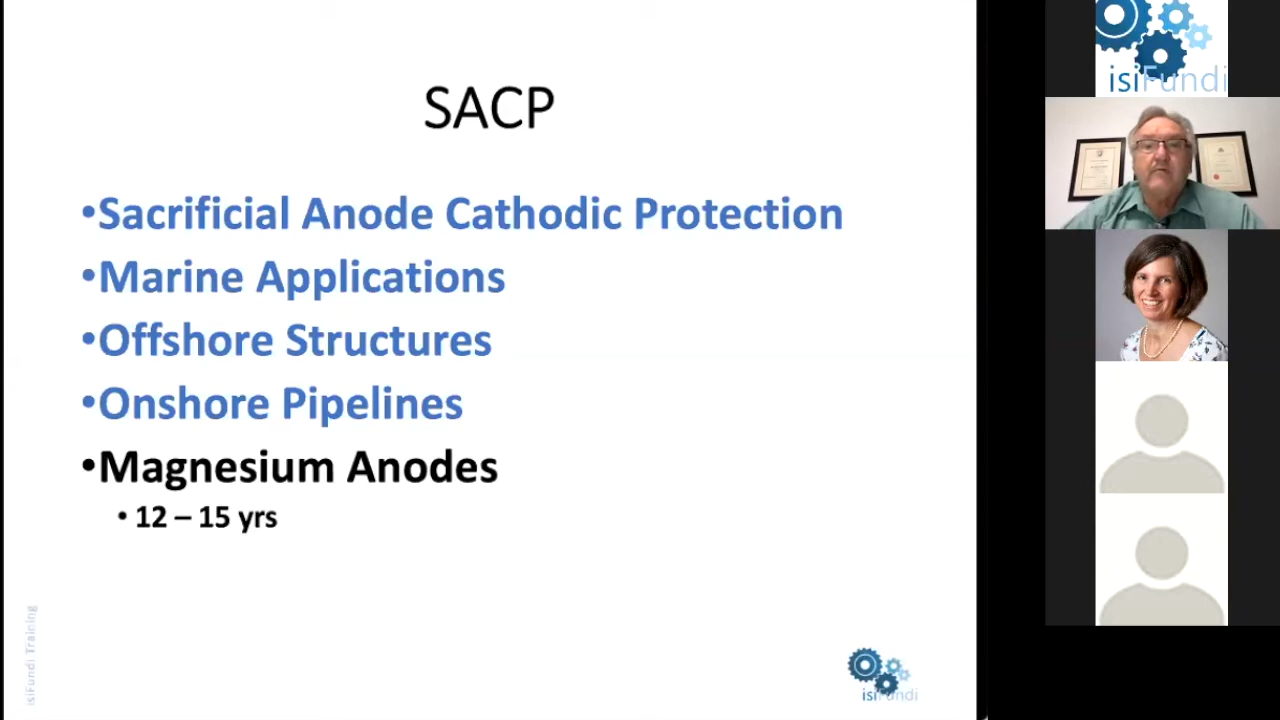 SACP
•Sacrificial Anode Cathodic Protection
•Marine Applications
•Offshore Structures
•Onshore Pipelines
•Magnesium Anodes
• 12 – 15 yrs
isiFundi Training
isiFundi
isiFundi